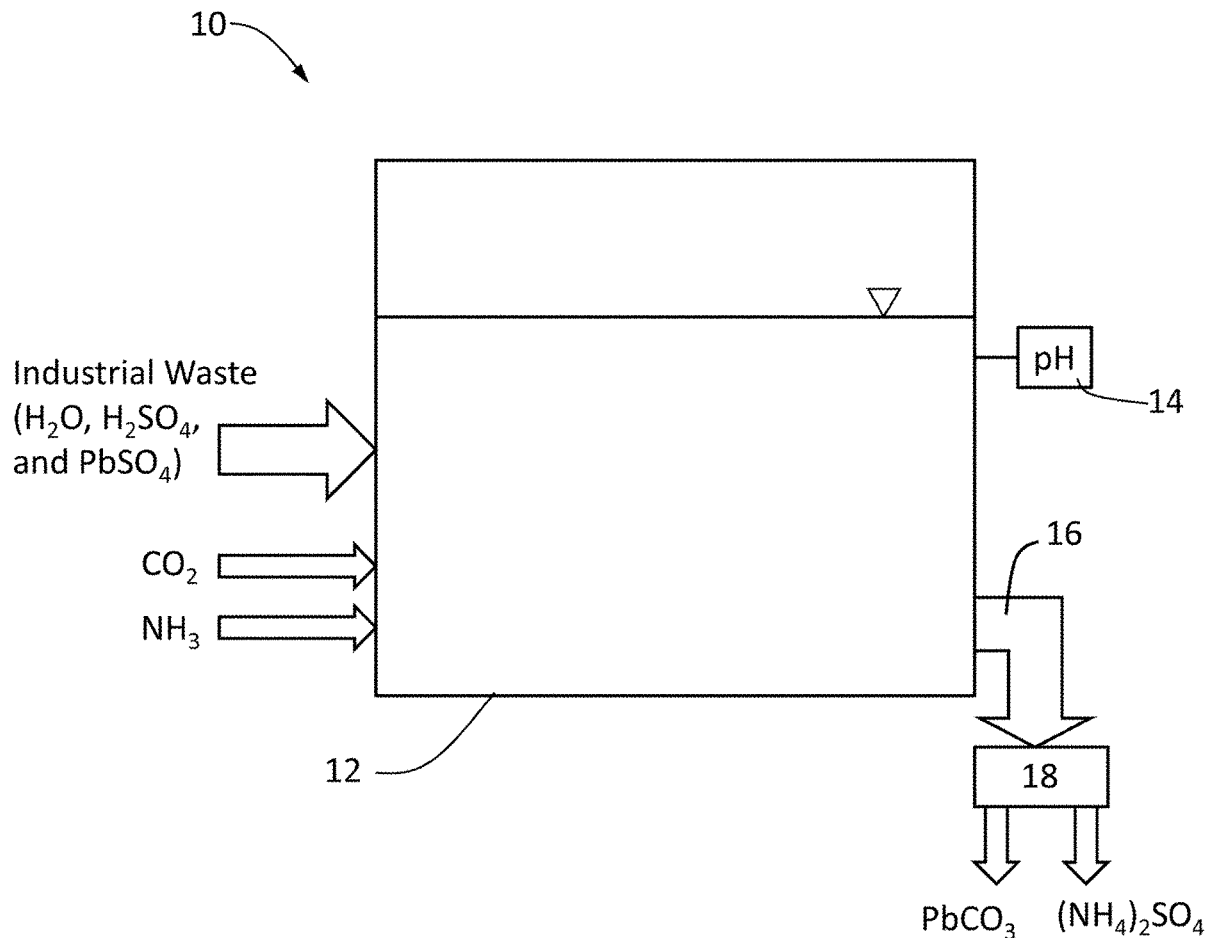 10
pH
14
Industrial Waste
(H₂O, H₂SO₄,
and PbSO₄)
CO₂
16
NH₃
12
18
PbCO₃ (NH₄)₂SO₄